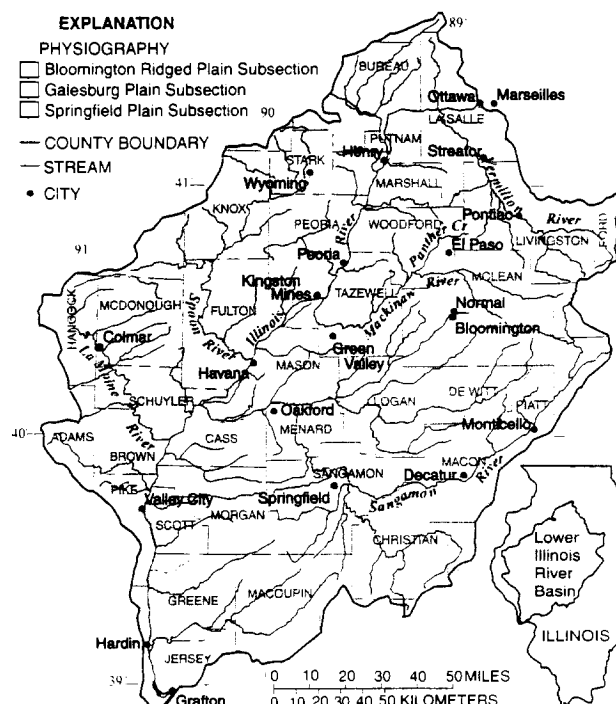 EXPLANATION
PHYSIOGRAPHY
Bloomington Ridged Plain Subsection
Galesburg Plain Subsection
Springfield Plain Subsection
COUNTY BOUNDARY
STREAM
CITY
89
90
41
91
40
39
BUREAU
Ottawa
Marseilles
LA SALLE
PUTNAM
Henry
Streator
STARK
MARSHALL
Vermilion
River
Wyoming
KNOX
Pontiac
PEORIA
River
WOODFORD
Panther Cr
LIVINGSTON
FORD
Peoria
El Paso
MCLEAN
Kingston
Mines
TAZEWELL
Mackinaw
River
HANCOCK
MCDONOUGH
Spoon River
FULTON
Illinois
Normal
Bloomington
Colmar
La Moine
River
Green
Valley
Havana
MASON
SCHUYLER
Oakford
LOGAN
DE WITT
PIATT
ADAMS
CASS
MENARD
Monticello
BROWN
MACON
River
SANGAMON
Decatur
PIKE
Valley City
Springfield
Sangamon
SCOTT
MORGAN
CHRISTIAN
GREENE
MACOUPIN
Hardin
JERSEY
Grafton
Lower
Illinois
River
Basin
ILLINOIS
0 10 20 30 40 50 MILES
0 10 20 30 40 50 KILOMETERS